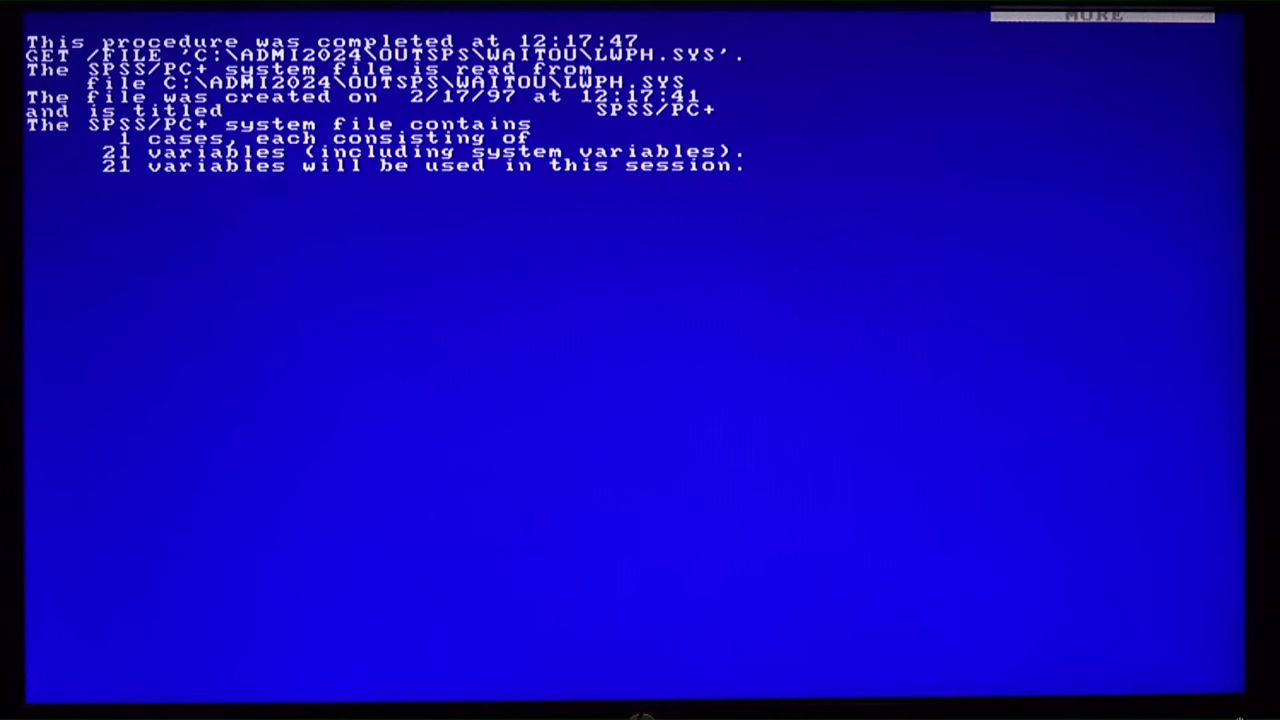 MORE
This procedure was completed at 12:17:47
GET /FILE 'C:\ADMI2024\OUTSPS\WAITOU\LWPH.SYS'.
The SPSS/PC+ system file is read from
file C:\ADMI2024\OUTSPS\WAITOU\LWPH.SYS
The file was created on 2/17/97 at 12:17:41
and is titled SPSS/PC+
The SPSS/PC+ system file contains
1 cases, each consisting of
21 variables (including system variables).
21 variables will be used in this session.